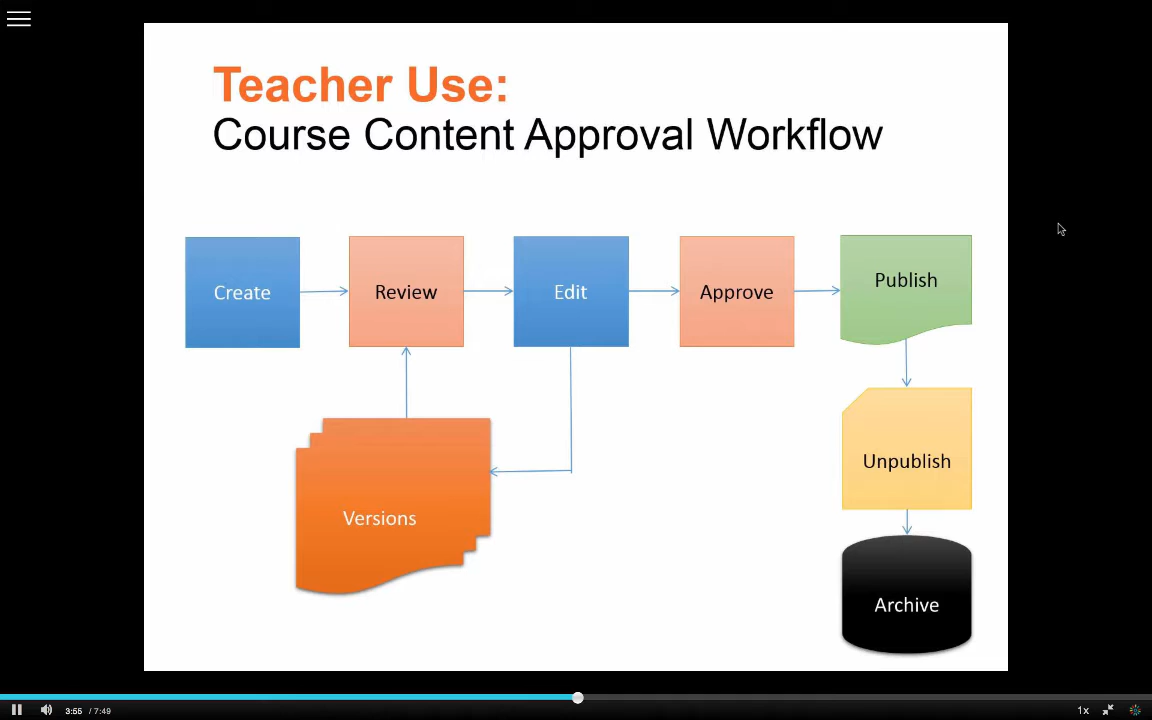 Teacher Use:
Course Content Approval Workflow
Create
Review
Edit
Approve
Publish
Versions
Unpublish
Archive
3:55 / 7:49
1x